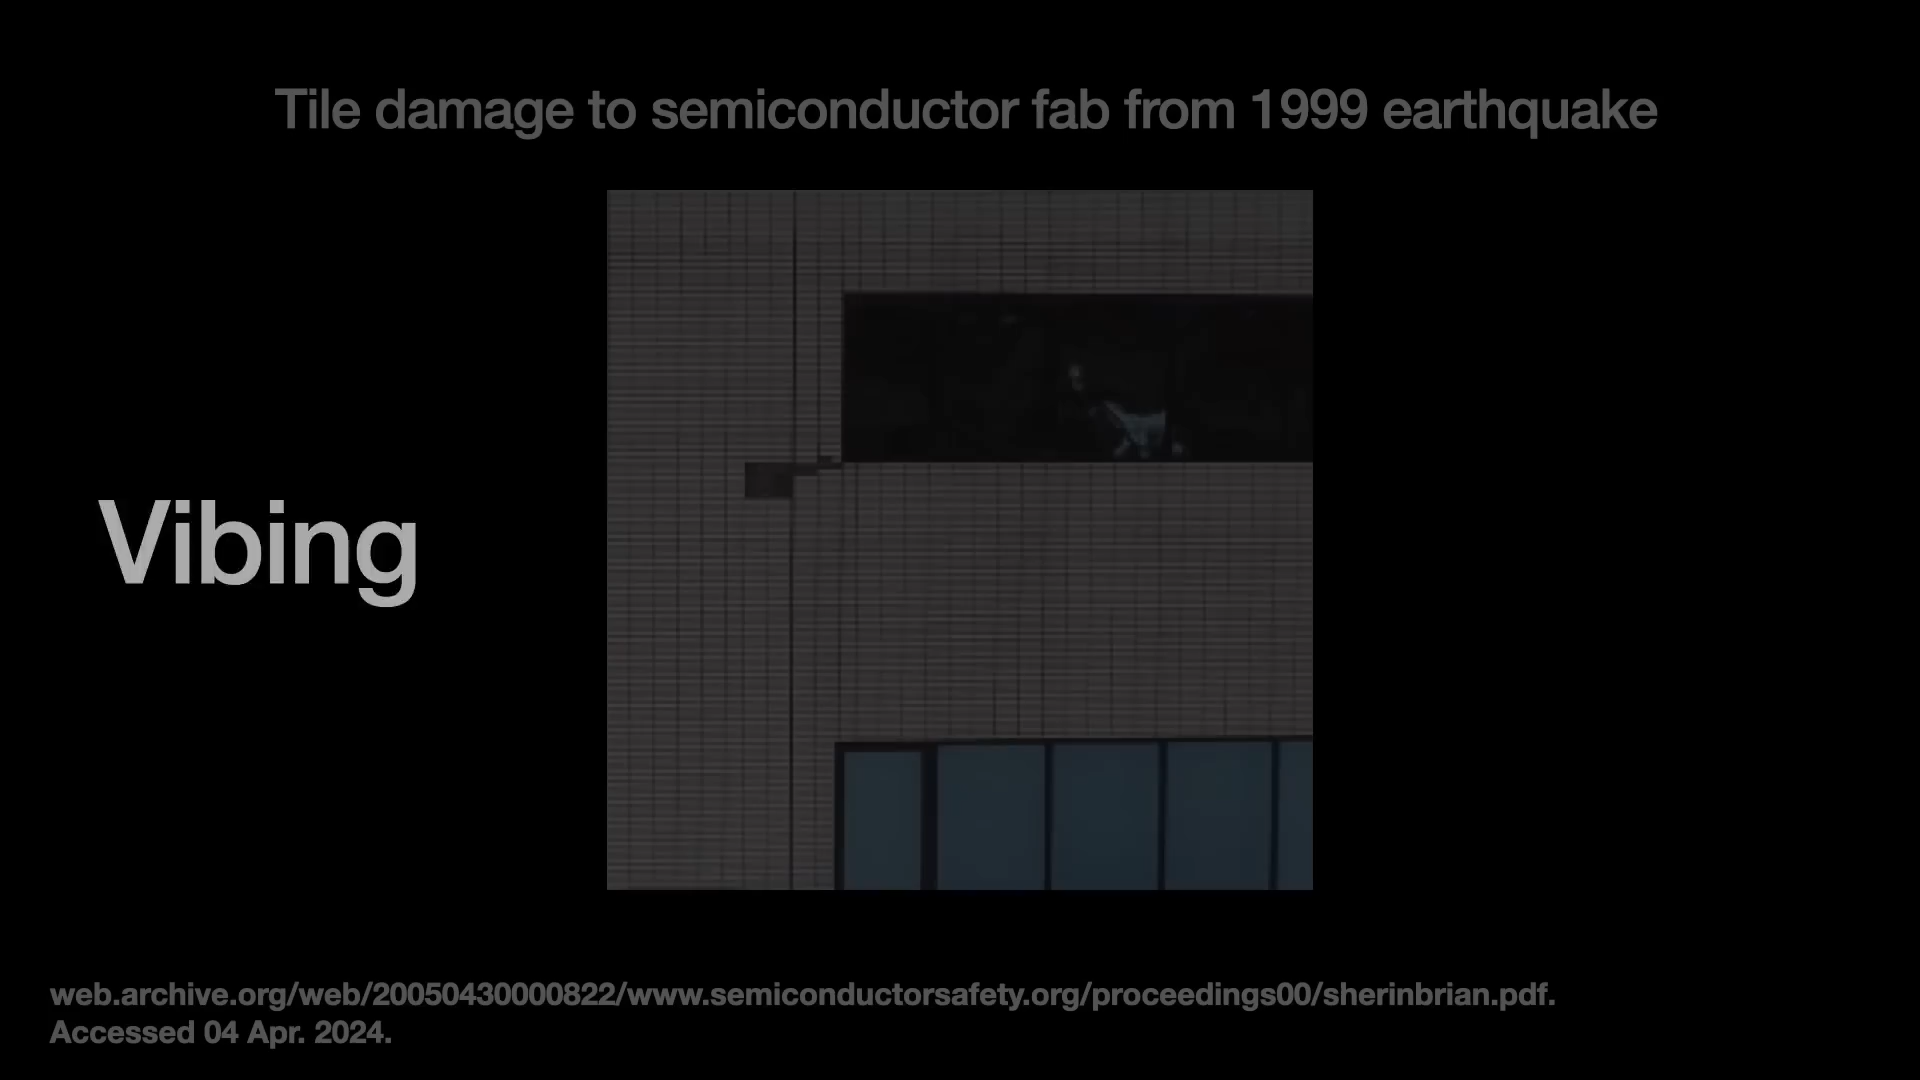 Tile damage to semiconductor fab from 1999 earthquake
Vibing
web.archive.org/web/20050430000822/www.semiconductorsafety.org/proceedings00/sherinbrian.pdf.
Accessed 04 Apr. 2024.